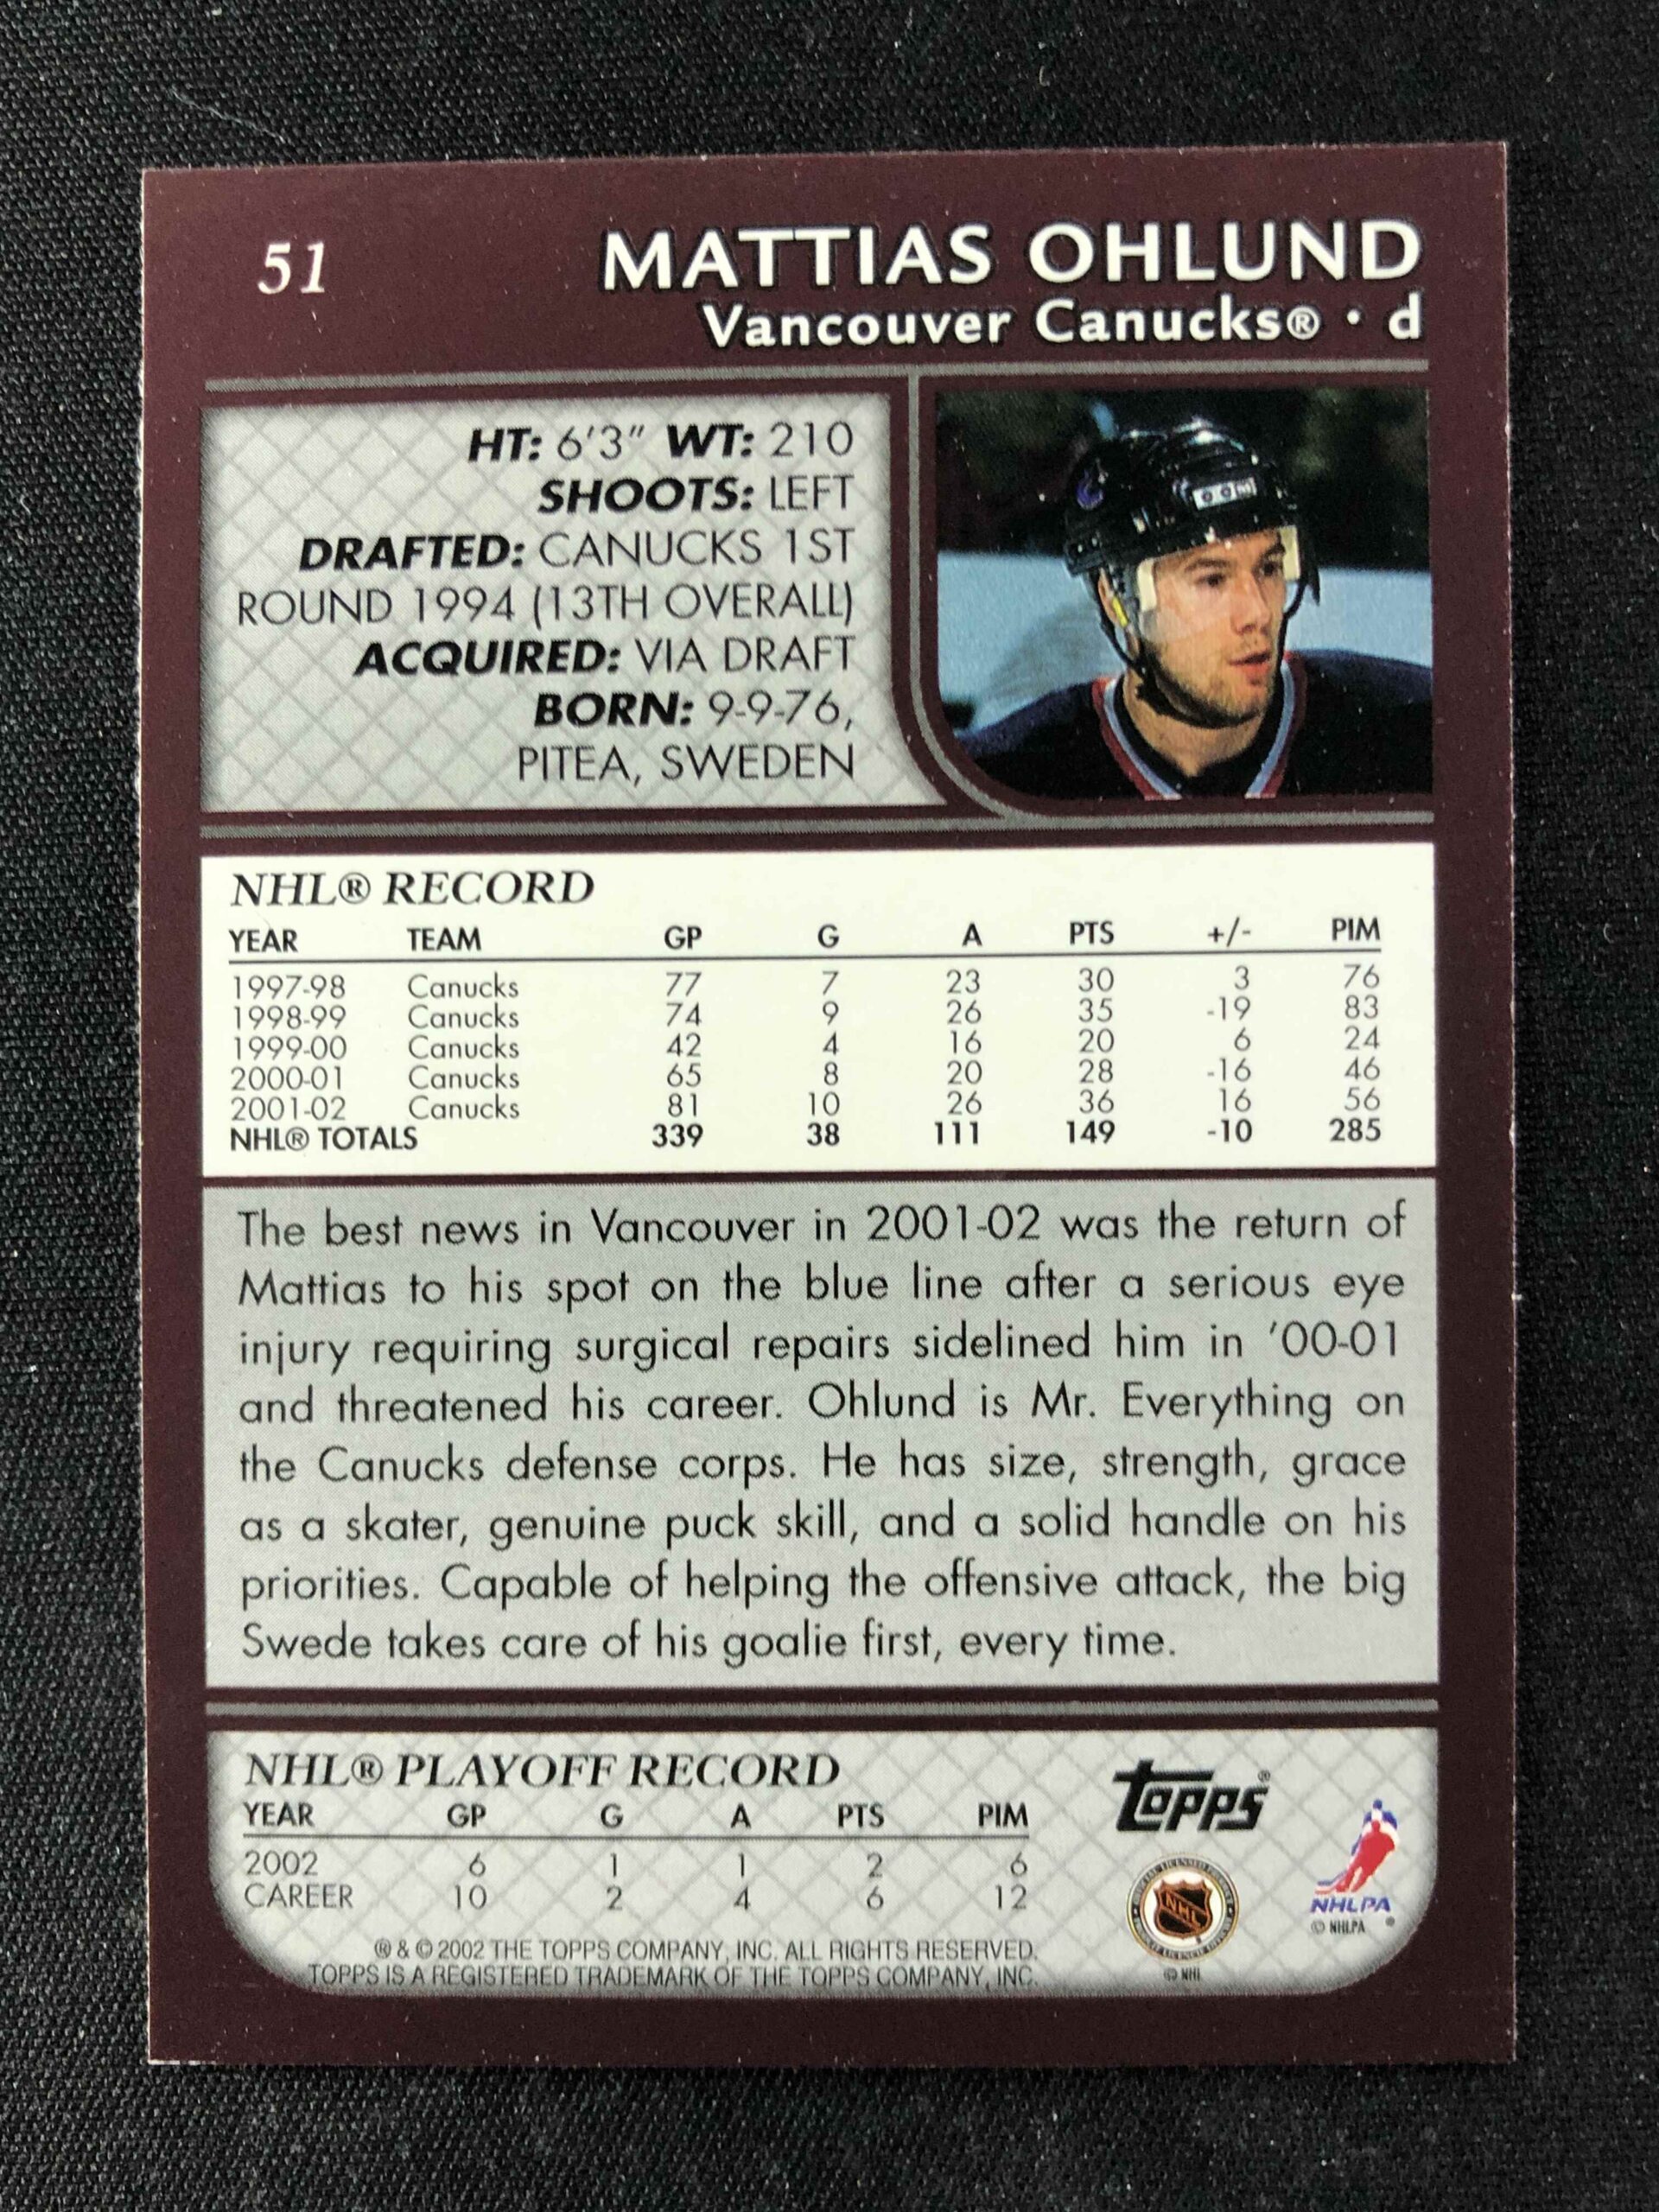 51
MATTIAS OHLUND
Vancouver Canucks® · d
HT: 6'3" WT: 210
SHOOTS: LEFT
DRAFTED: CANUCKS 1ST
ROUND 1994 (13TH OVERALL)
ACQUIRED: VIA DRAFT
BORN: 9-9-76,
PITEA, SWEDEN
CCM
NHL® RECORD
YEAR TEAM GP G A PTS +/- PIM
1997-98 Canucks 77 7 23 30 3 76
1998-99 Canucks 74 9 26 35 -19 83
1999-00 Canucks 42 4 16 20 6 24
2000-01 Canucks 65 8 20 28 -16 46
2001-02 Canucks 81 10 26 36 16 56
NHL® TOTALS 339 38 111 149 -10 285
The best news in Vancouver in 2001-02 was the return of
Mattias to his spot on the blue line after a serious eye
injury requiring surgical repairs sidelined him in '00-01
and threatened his career. Ohlund is Mr. Everything on
the Canucks defense corps. He has size, strength, grace
as a skater, genuine puck skill, and a solid handle on his
priorities. Capable of helping the offensive attack, the big
Swede takes care of his goalie first, every time.
NHL® PLAYOFF RECORD
YEAR GP G A PTS PIM
2002 6 1 1 2 6
CAREER 10 2 4 6 12
® & © 2002 THE TOPPS COMPANY, INC. ALL RIGHTS RESERVED.
TOPPS IS A REGISTERED TRADEMARK OF THE TOPPS COMPANY, INC.
Topps®
NHL
© NHL
NHLPA
© NHLPA ®